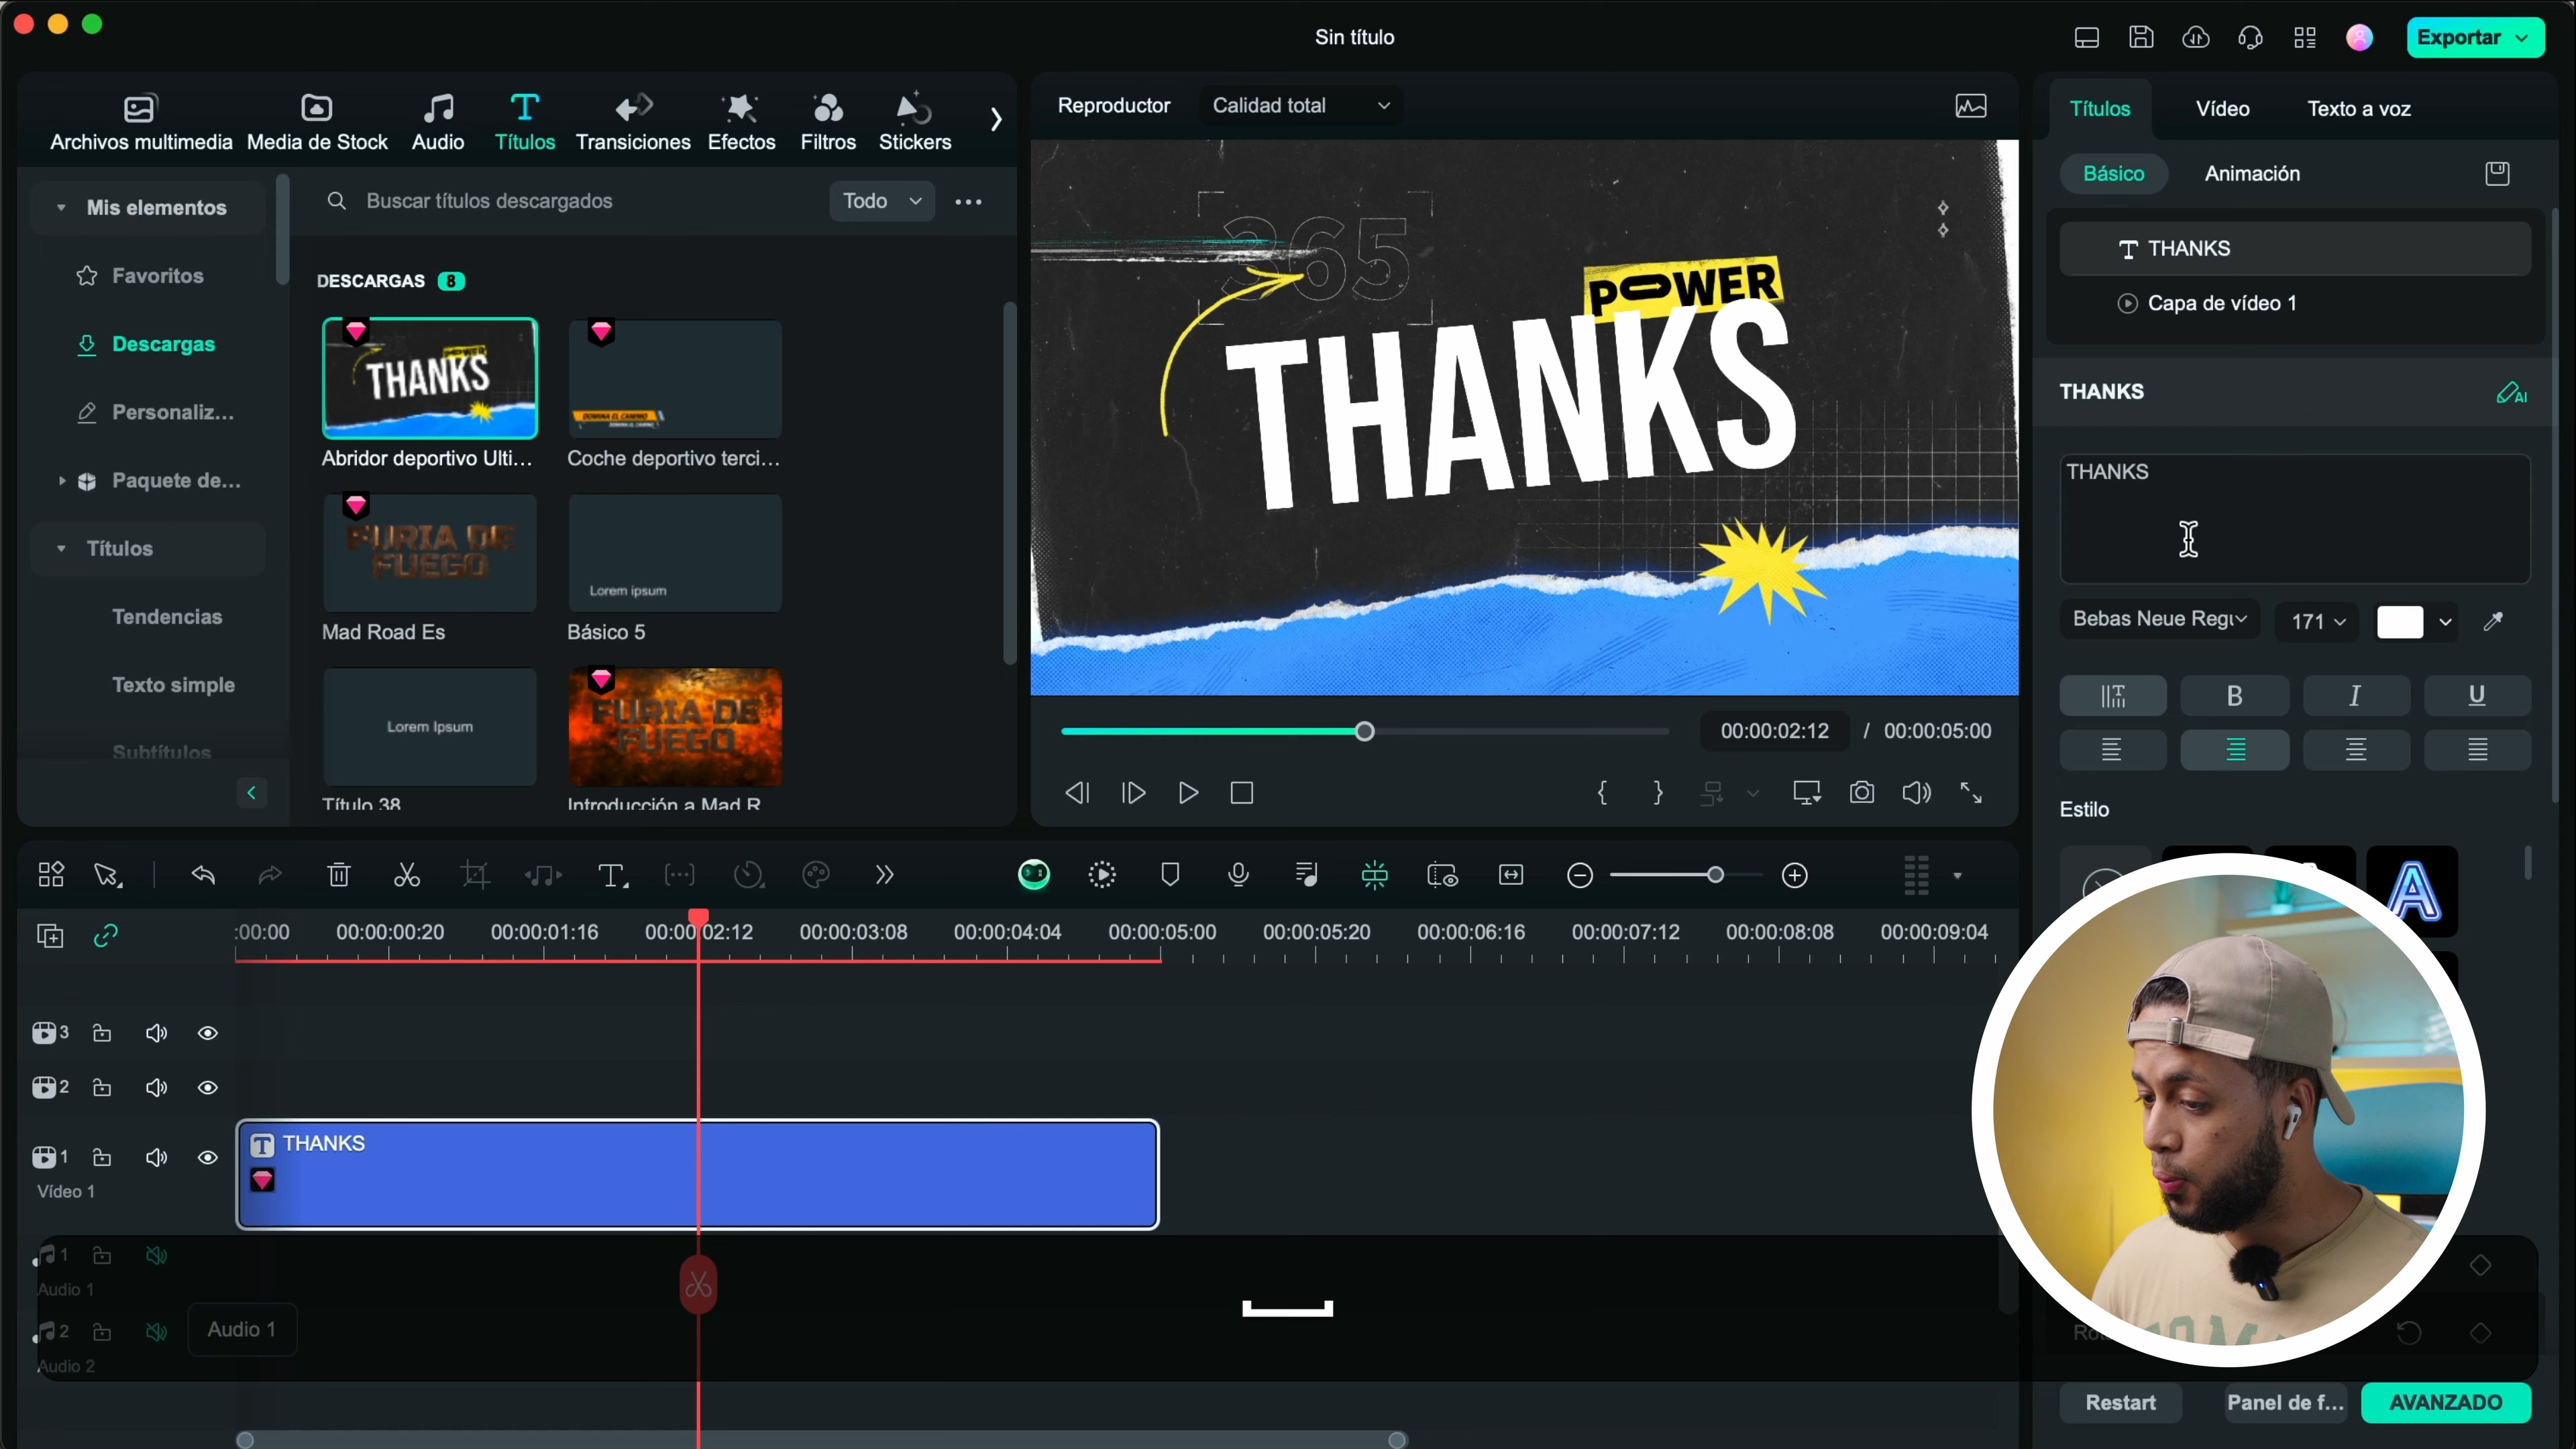 Sin título
Exportar
Archivos multimedia
Media de Stock
Audio
Títulos
Transiciones
Efectos
Filtros
Stickers
Mis elementos
Favoritos
Descargas
Personaliz...
Paquete de...
Títulos
Tendencias
Texto simple
Subtítulos
Buscar títulos descargados
Todo
DESCARGAS 8
THANKS
Abridor deportivo Ulti...
DOMINA EL CAMINO
Coche deportivo terci...
FURIA DE
FUEGO
Mad Road Es
Lorem ipsum
Básico 5
Lorem Ipsum
Título 38
FURIA DE
FUEGO
Introducción a Mad R
Reproductor
Calidad total
365
POWER
THANKS
00:00:02:12 / 00:00:05:00
Títulos
Vídeo
Texto a voz
Básico
Animación
THANKS
Capa de vídeo 1
THANKS
AI
THANKS
Bebas Neue Regu
171
B I U
Estilo
A
:00:00
00:00:00:20
00:00:01:16
00:00:02:12
00:00:03:08
00:00:04:04
00:00:05:00
00:00:05:20
00:00:06:16
00:00:07:12
00:00:08:08
00:00:09:04
3
2
1
Vídeo 1
THANKS
1
Audio 1
2
Audio 1
Audio 2
Restart
Panel de f...
AVANZADO